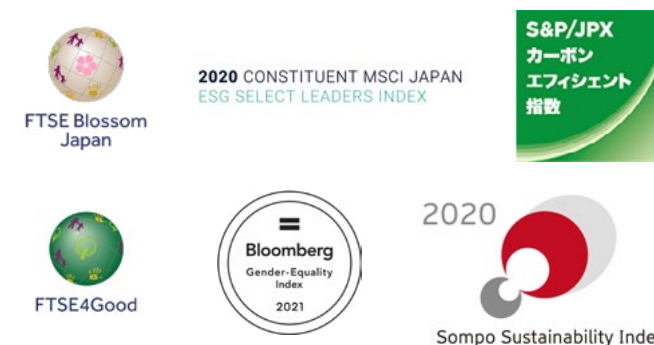 FTSE Blossom
Japan
2020 CONSTITUENT MSCI JAPAN
ESG SELECT LEADERS INDEX
S&P/JPX
カーボン
エフィシェント
指数
FTSE4Good
Bloomberg
Gender-Equality
Index
2021
2020
Sompo Sustainability Inde